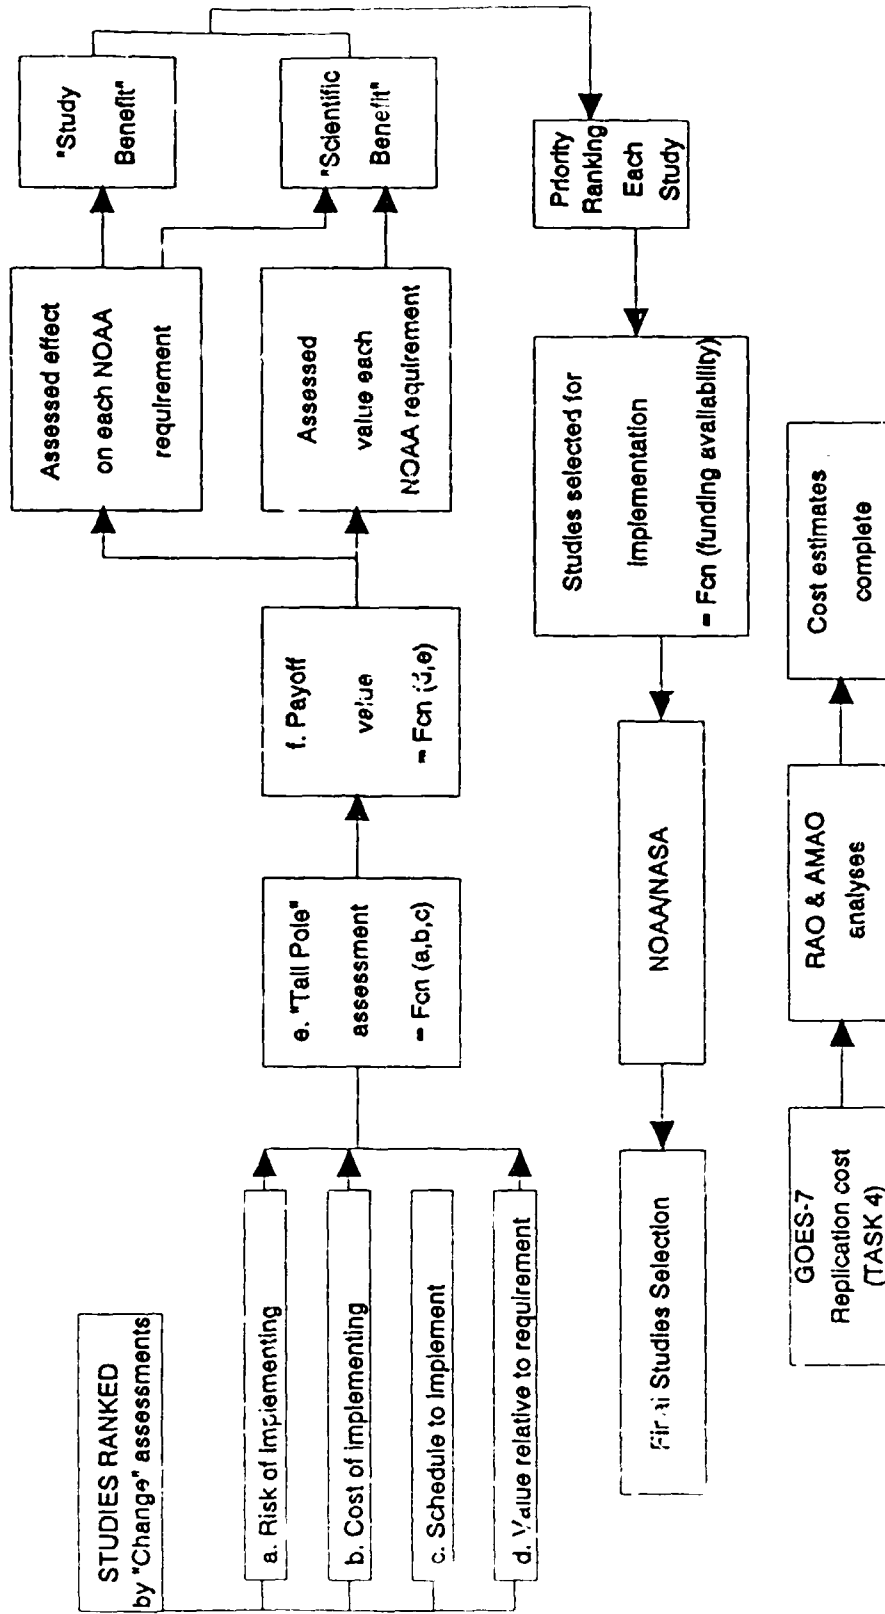 STUDIES RANKED
by "Change" assessments
a. Risk of Implementing
b. Cost of implementing
c. Schedule to Implement
d. Value relative to requirement
e. "Tall Pole"
assessment
= Fcn (a,b,c)
f. Payoff
value
= Fcn (d,e)
Assessed effect
on each NOAA
requirement
Assessed
value each
NOAA requirement
"Study
Benefit"
"Scientific
Benefit"
Priority
Ranking
Each
Study
Studies selected for
Implementation
= Fcn (funding availability)
NOAA/NASA
Final Studies Selection
GOES-7
Replication cost
(TASK 4)
RAO & AMAO
analyses
Cost estimates
complete